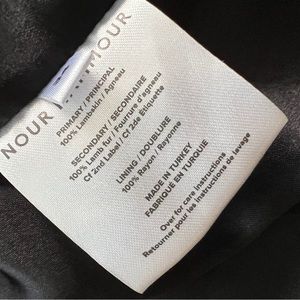 NOUR
MOUR
PRIMARY / PRINCIPAL
100% Lambskin / Agneau
SECONDARY / SECONDAIRE
100% Lamb fur / Fourrure d'agneau
Cf 2nd Label / Cf 2de Étiquette
LINING / DOUBLURE
100% Rayon / Rayonne
MADE IN TURKEY
FABRIQUÉ EN TURQUIE
Over for care instructions
Retourner pour les instructions de lavage